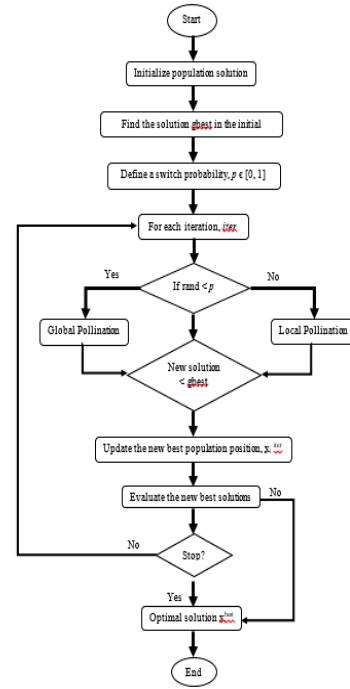 Start
Initialize population solution
Find the solution gbest in the initial
Define a switch probability, p ϵ [0, 1]
For each iteration, iter
Yes
If rand < p
No
Global Pollination
Local Pollination
New solution
< gbest
Update the new best population position, x iter
Evaluate the new best solutions
No
No
Stop?
Yes
Optimal solution x
End